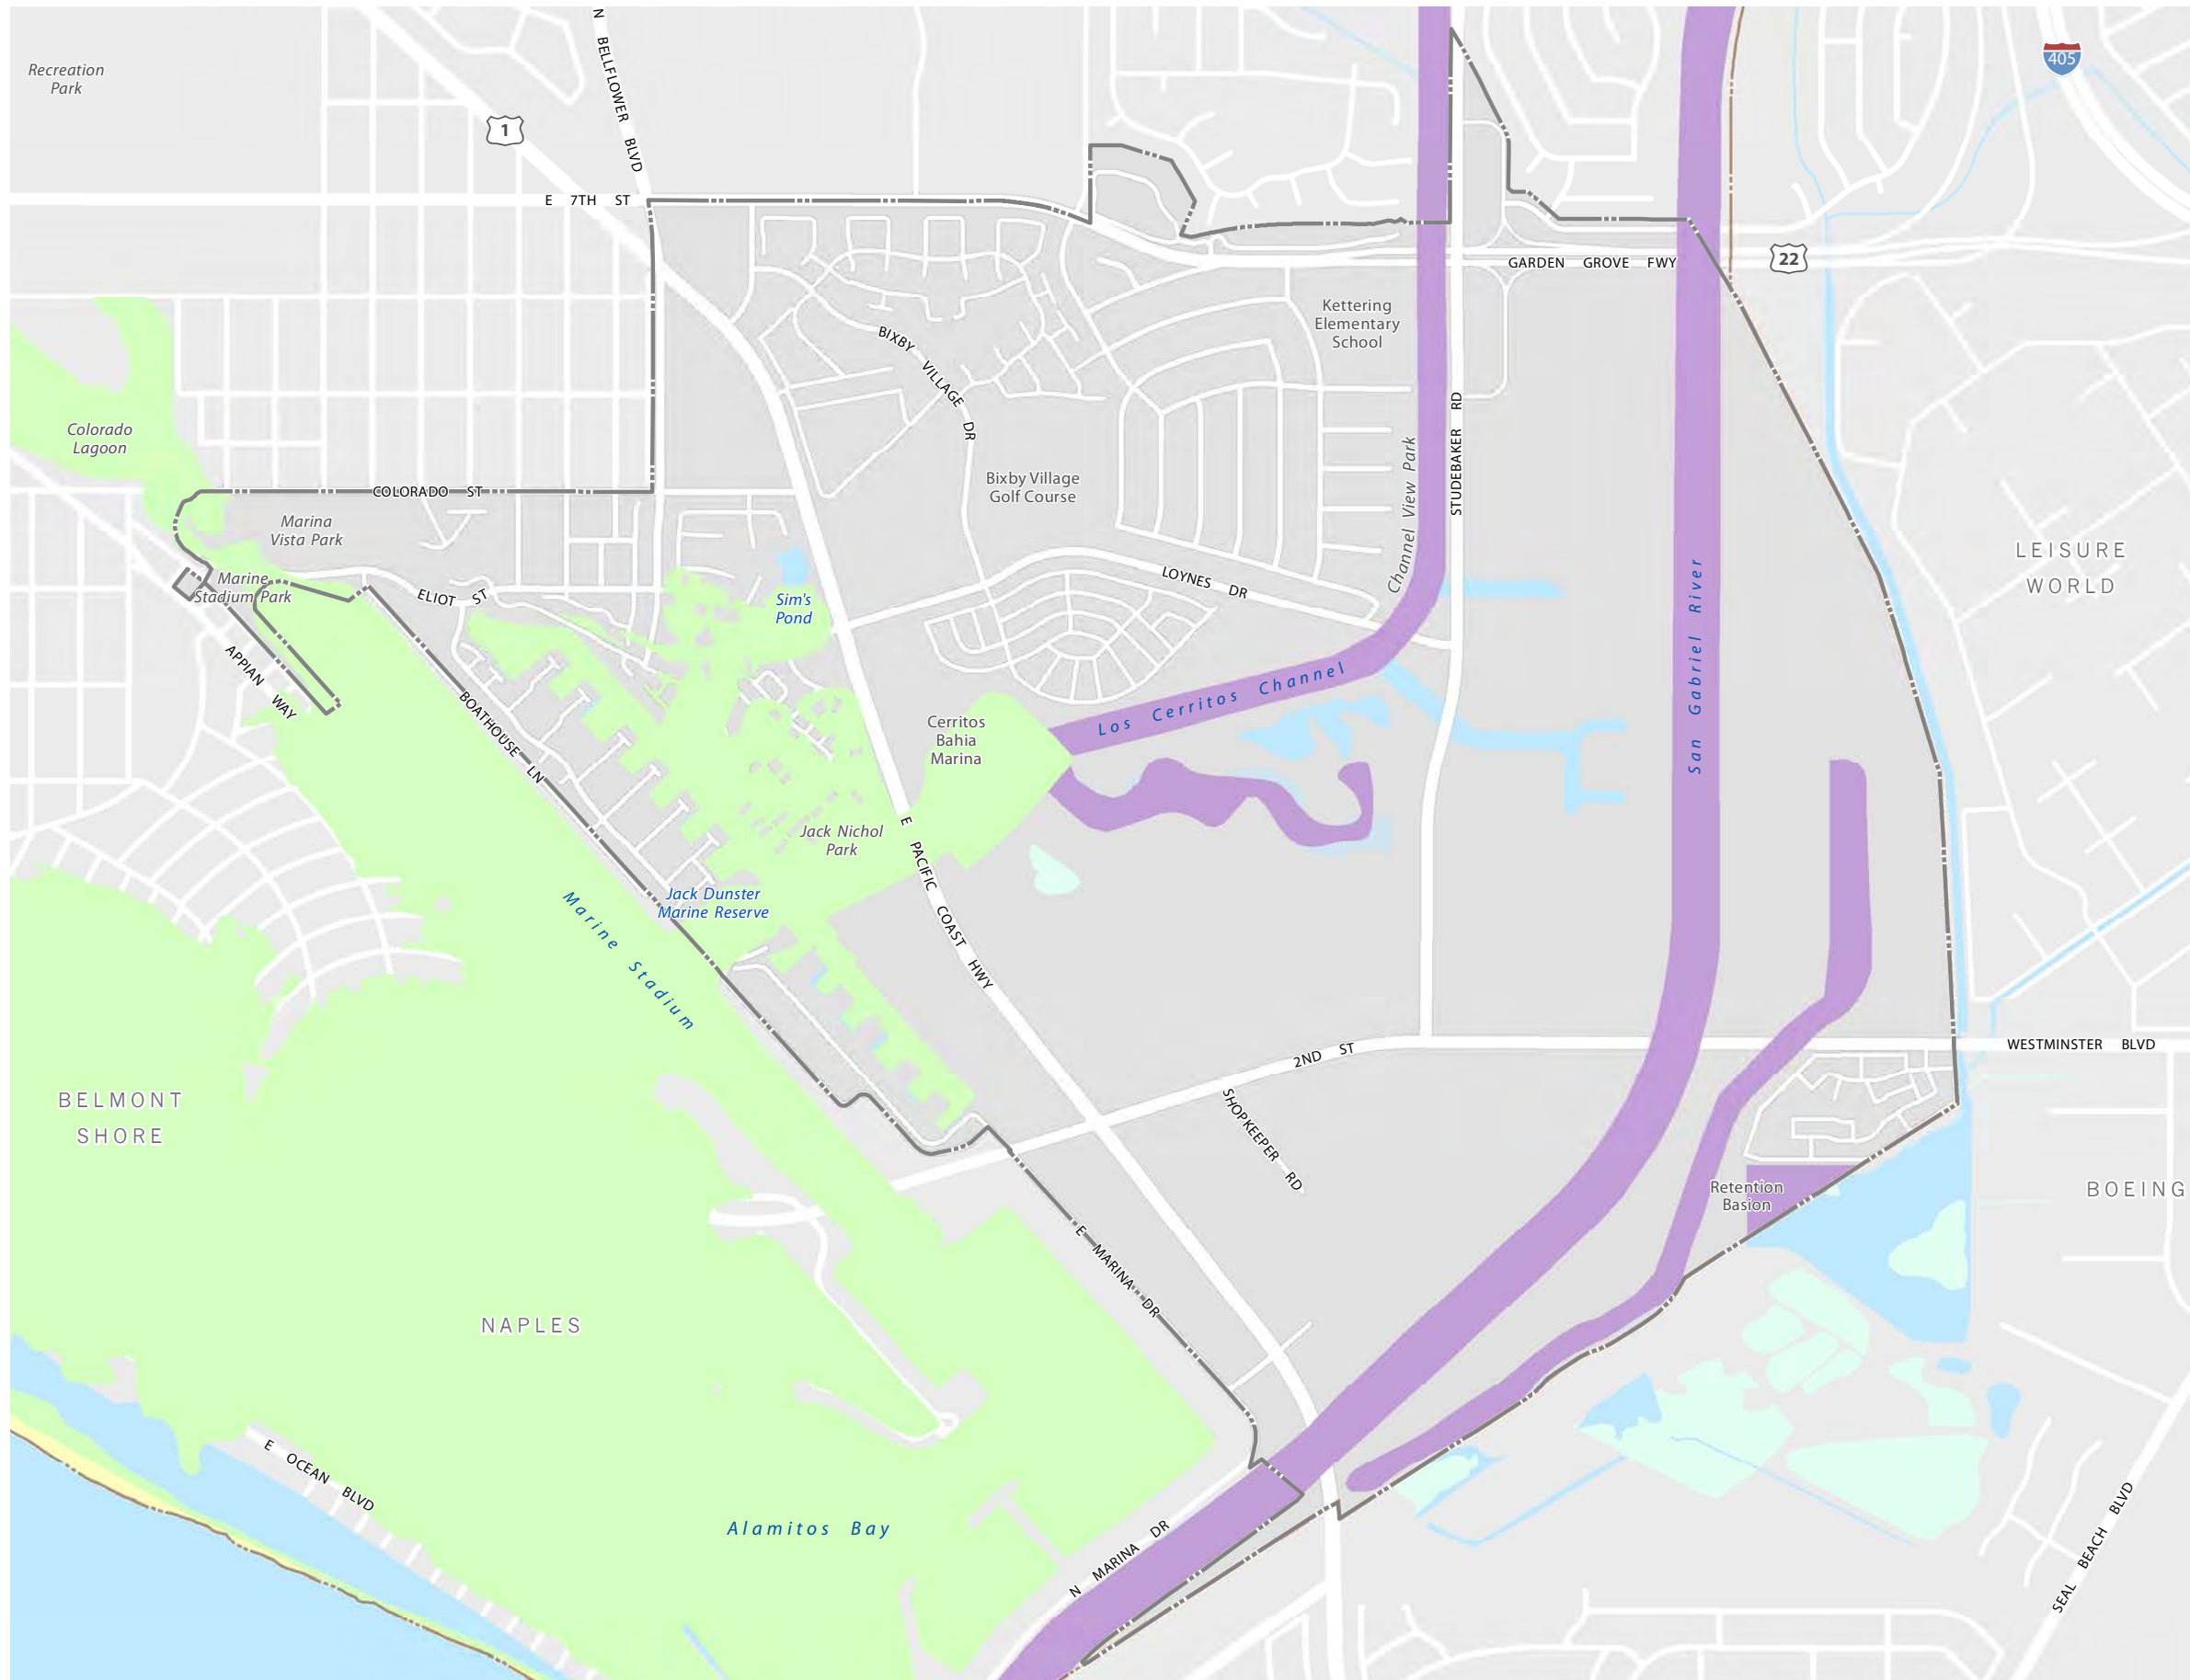 Recreation
Park
N BELLFLOWER BLVD
405
1
E 7TH ST
22
GARDEN GROVE FWY
Kettering
Elementary
School
BIXBY VILLAGE DR
STUDEBAKER RD
Colorado
Lagoon
Channel View Park
Bixby Village
Golf Course
COLORADO ST
Marina
Vista Park
LEISURE
WORLD
Marine
Stadium Park
ELIOT ST
Sim's
Pond
LOYNES DR
San Gabriel River
APPIAN WAY
BOATHOUSE LN
Los Cerritos Channel
Cerritos
Bahia
Marina
Jack Nichol
Park
E PACIFIC COAST HWY
Jack Dunster
Marine Reserve
Marine Stadium
2ND ST
WESTMINSTER BLVD
BELMONT
SHORE
SHOPKEEPER RD
Retention
Basion
BOEING
E MARINA DR
NAPLES
E OCEAN BLVD
Alamitos Bay
N MARINA DR
SEAL BEACH BLVD